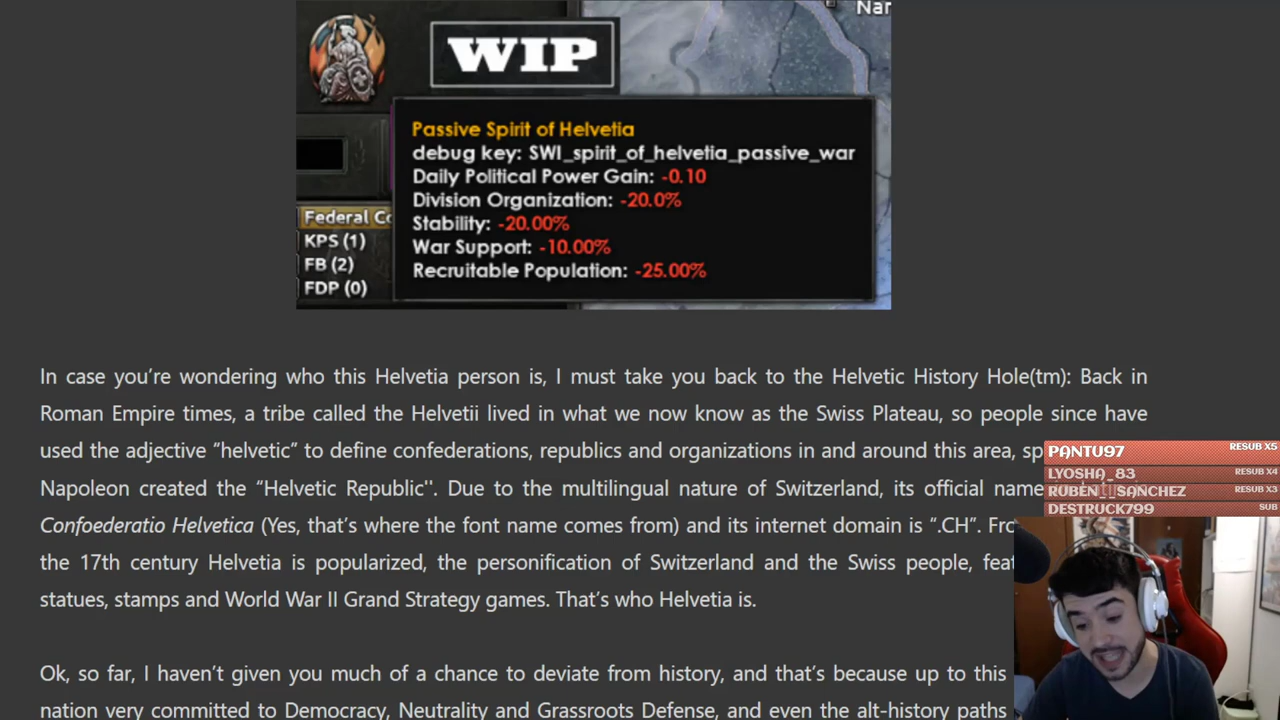 Nar
WIP
Passive Spirit of Helvetia
debug key: SWI_spirit_of_helvetia_passive_war
Daily Political Power Gain: -0.10
Division Organization: -20.0%
Stability: -20.00%
War Support: -10.00%
Recruitable Population: -25.00%
Federal Co
KPS (1)
FB (2)
FDP (0)
In case you’re wondering who this Helvetia person is, I must take you back to the Helvetic History Hole(tm): Back in
Roman Empire times, a tribe called the Helvetii lived in what we now know as the Swiss Plateau, so people since have
used the adjective “helvetic” to define confederations, republics and organizations in and around this area, sp
Napoleon created the “Helvetic Republic''. Due to the multilingual nature of Switzerland, its official name
Confoederatio Helvetica (Yes, that’s where the font name comes from) and its internet domain is “.CH”. Fro
the 17th century Helvetia is popularized, the personification of Switzerland and the Swiss people, feat
statues, stamps and World War II Grand Strategy games. That’s who Helvetia is.
Ok, so far, I haven’t given you much of a chance to deviate from history, and that’s because up to this
nation very committed to Democracy, Neutrality and Grassroots Defense, and even the alt-history paths
PANTU97 RESUB X5
LYOSHA_83 RESUB X4
RUBEN SANCHEZ RESUB X3
DESTRUCK799 SUB